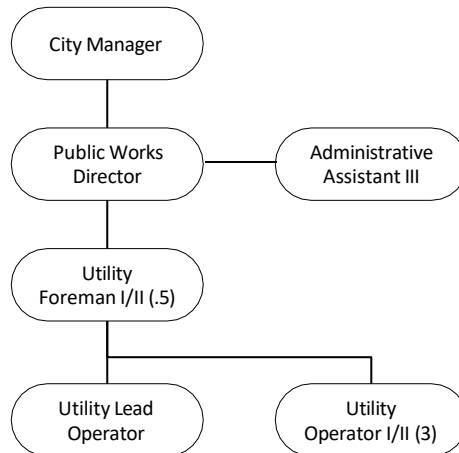 City Manager
Public Works
Director
Administrative
Assistant III
Utility
Foreman I/II (.5)
Utility Lead
Operator
Utility
Operator I/II (3)